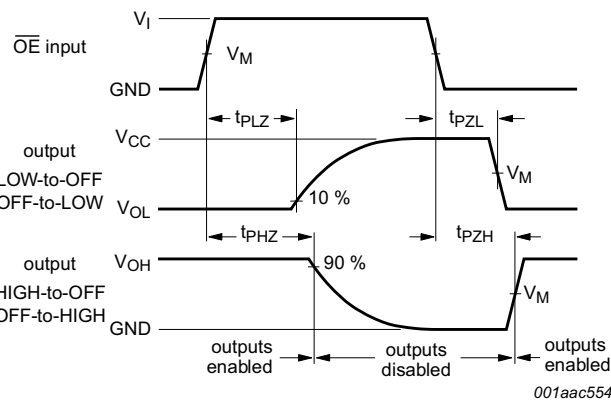 V_I
OE input
V_M
GND
t_PLZ
t_PZL
V_CC
output
LOW-to-OFF
OFF-to-LOW
V_M
10 %
V_OL
t_PHZ
t_PZH
V_OH
output
90 %
HIGH-to-OFF
OFF-to-HIGH
V_M
GND
outputs
enabled
outputs
disabled
outputs
enabled
001aac554